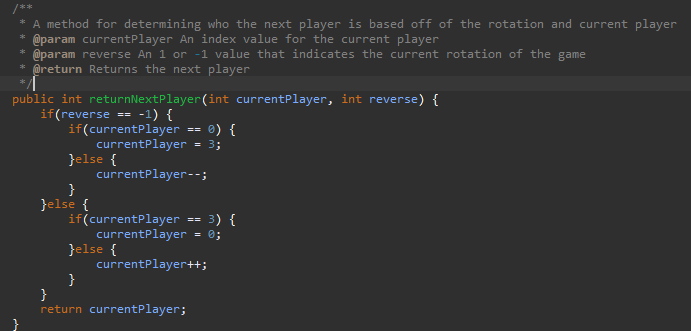 /**
 * A method for determining who the next player is based off of the rotation and current player
 * @param currentPlayer An index value for the current player
 * @param reverse An 1 or -1 value that indicates the current rotation of the game
 * @return Returns the next player
 */
public int returnNextPlayer(int currentPlayer, int reverse) {
    if(reverse == -1) {
        if(currentPlayer == 0) {
            currentPlayer = 3;
        }else {
            currentPlayer--;
        }
    }else {
        if(currentPlayer == 3) {
            currentPlayer = 0;
        }else {
            currentPlayer++;
        }
    }
    return currentPlayer;
}